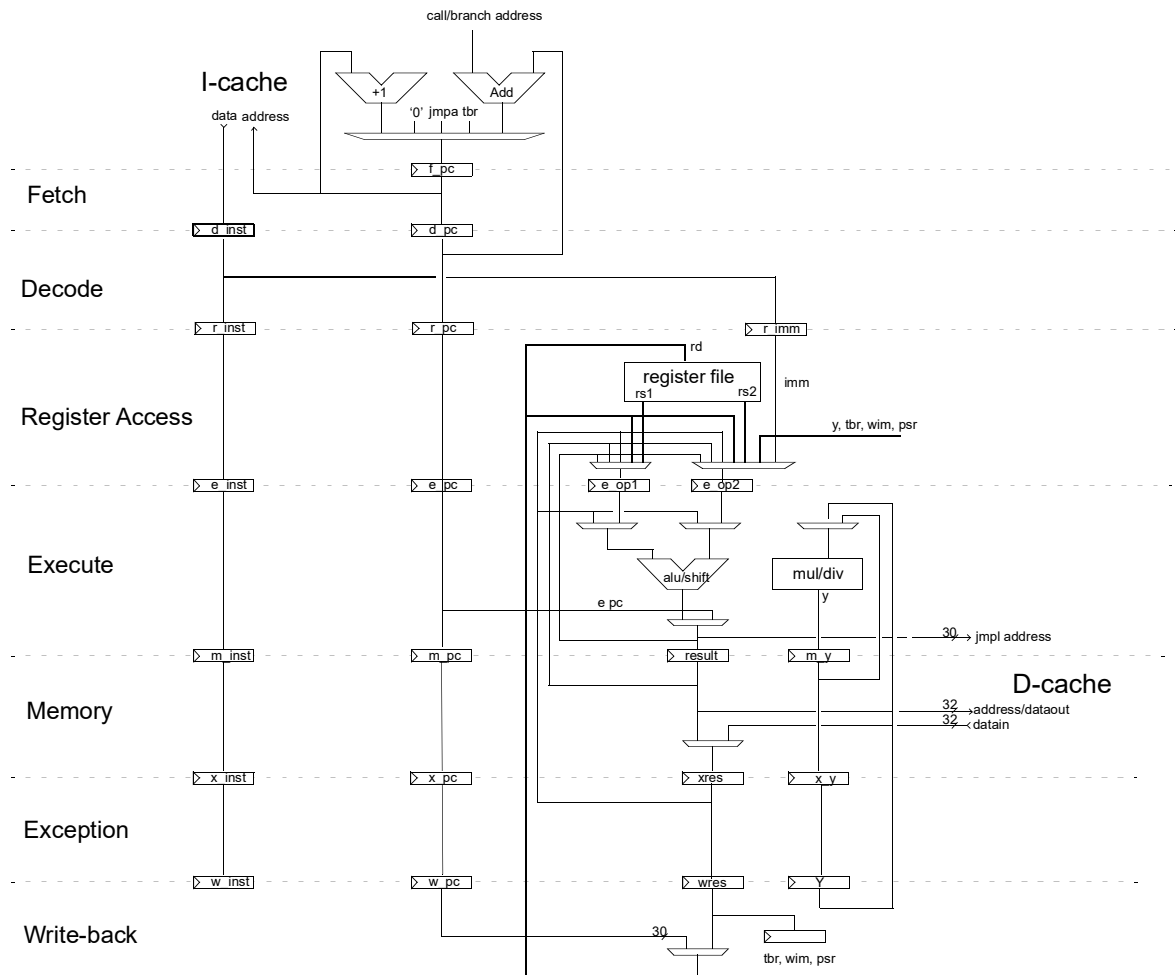 call/branch address
I-cache
+1
Add
data address
‘0’ jmpa tbr
f_pc
Fetch
d_inst
d_pc
Decode
r_inst
r_pc
r_imm
rd
register file
rs1
rs2
imm
Register Access
y, tbr, wim, psr
e_inst
e_pc
e_op1
e_op2
Execute
alu/shift
mul/div
y
e pc
30
jmpl address
m_inst
m_pc
result
m_y
D-cache
Memory
32
address/dataout
32
datain
x_inst
x_pc
xres
x_y
Exception
w_inst
w_pc
wres
Y
Write-back
30
tbr, wim, psr